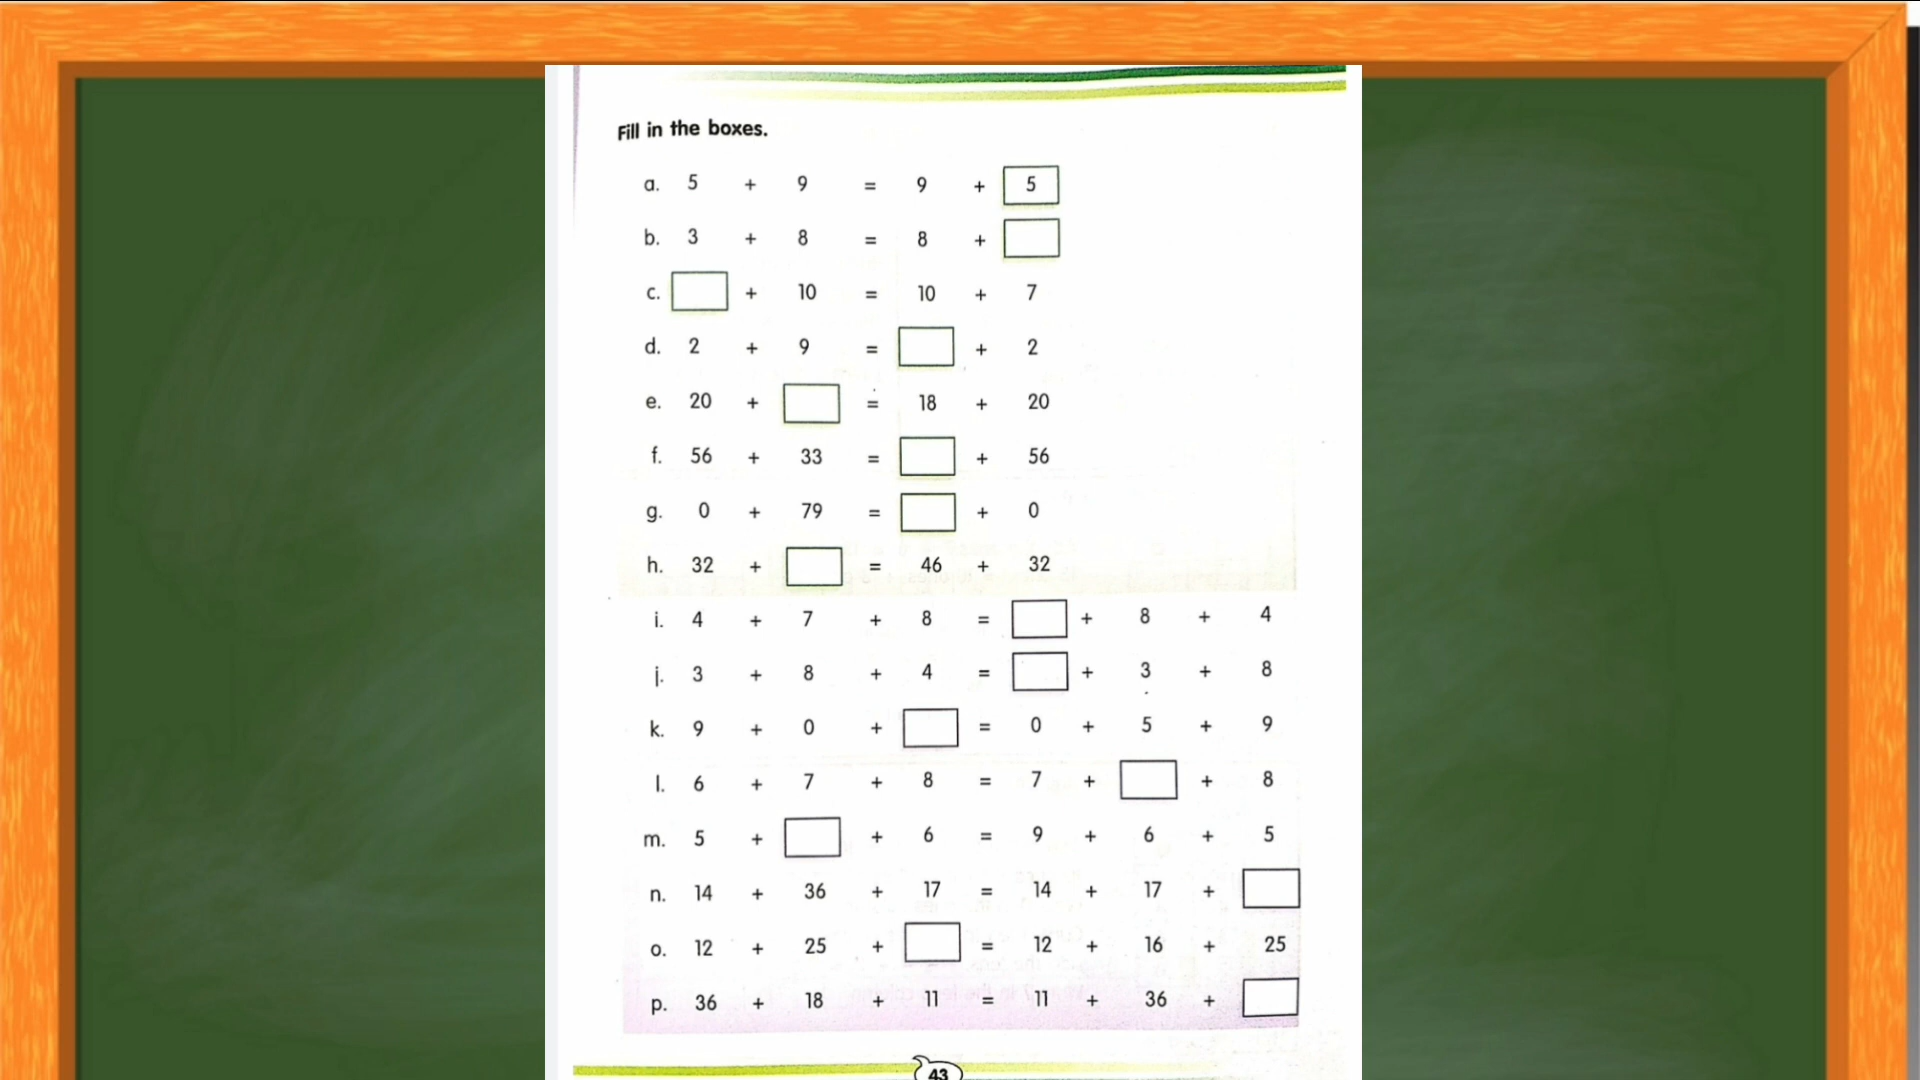 Fill in the boxes.
a. 5 + 9 = 9 + 5
b. 3 + 8 = 8 +
c. + 10 = 10 + 7
d. 2 + 9 = + 2
e. 20 + = 18 + 20
f. 56 + 33 = + 56
g. 0 + 79 = + 0
h. 32 + = 46 + 32
i. 4 + 7 + 8 = + 8 + 4
j. 3 + 8 + 4 = + 3 + 8
k. 9 + 0 + = 0 + 5 + 9
l. 6 + 7 + 8 = 7 + + 8
m. 5 + + 6 = 9 + 6 + 5
n. 14 + 36 + 17 = 14 + 17 +
o. 12 + 25 + = 12 + 16 + 25
p. 36 + 18 + 11 = 11 + 36 +
43